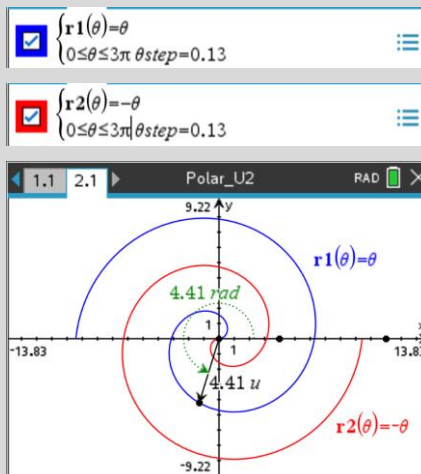 r1(θ)=θ
0≤θ≤3π θstep=0.13
r2(θ)=-θ
0≤θ≤3π θstep=0.13
1.1 2.1 Polar_U2 RAD
9.22 y
r1(θ)=θ
4.41 rad
1
-13.83 1 13.83
4.41 u
r2(θ)=-θ
-9.22